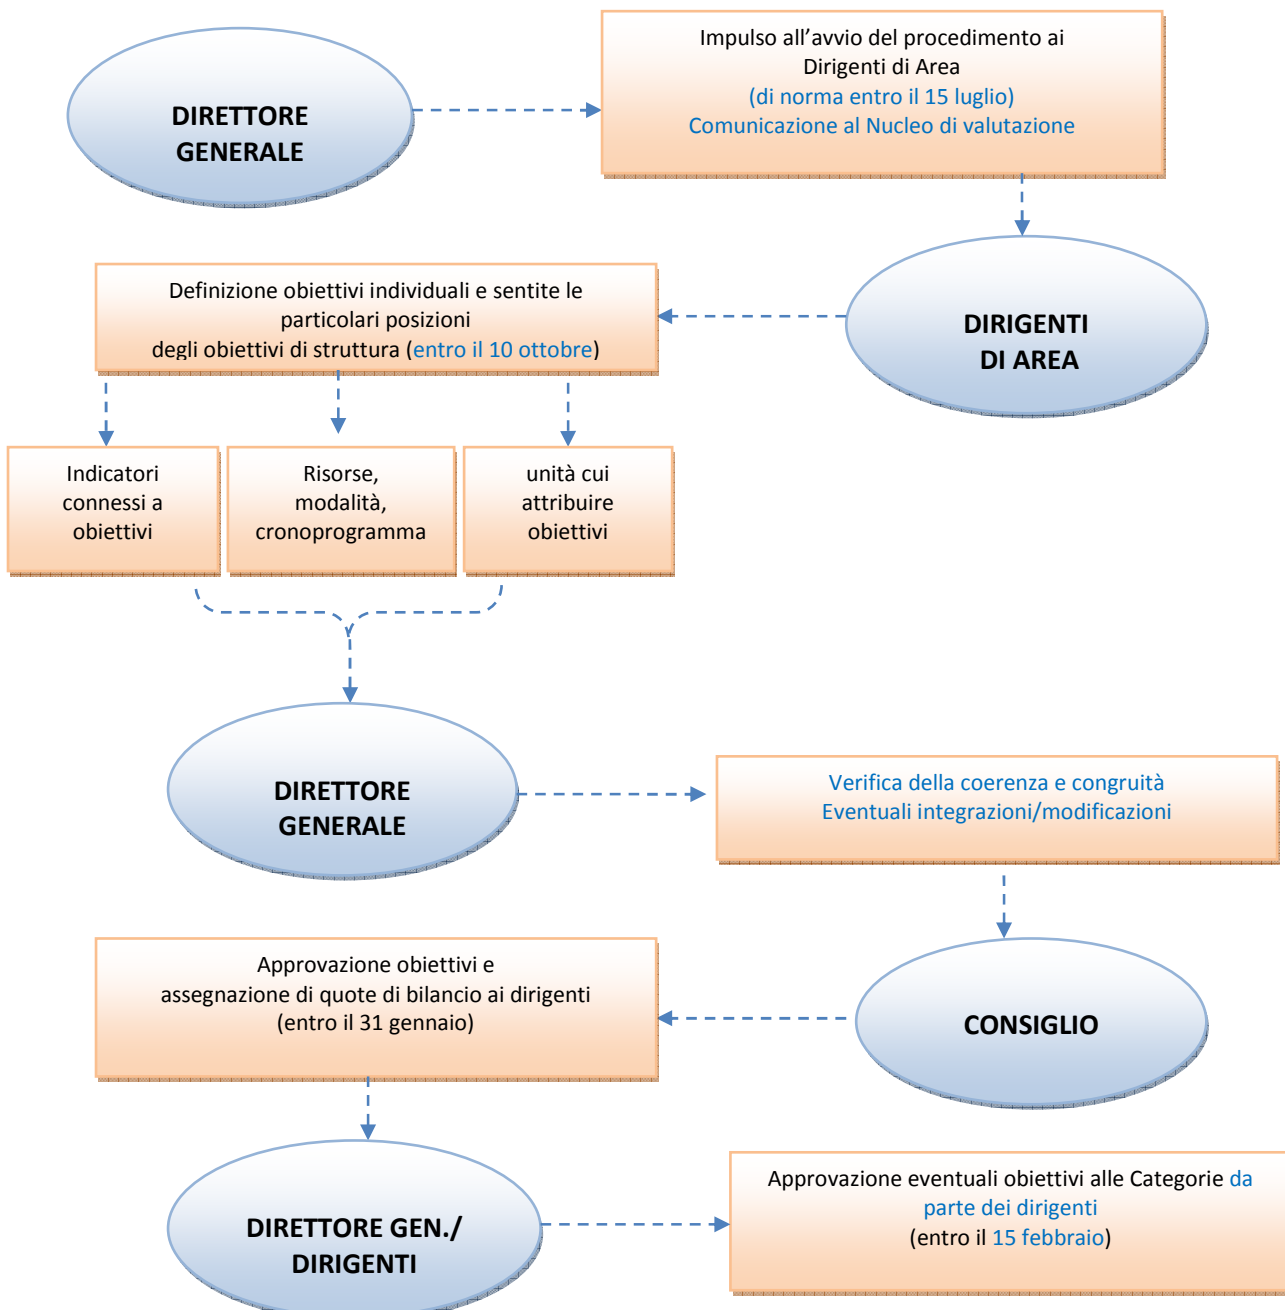 DIRETTORE
GENERALE
Impulso all’avvio del procedimento ai
Dirigenti di Area
(di norma entro il 15 luglio)
Comunicazione al Nucleo di valutazione
DIRIGENTI
DI AREA
Definizione obiettivi individuali e sentite le
particolari posizioni
degli obiettivi di struttura (entro il 10 ottobre)
Indicatori
connessi a
obiettivi
Risorse,
modalità,
cronoprogramma
unità cui
attribuire
obiettivi
DIRETTORE
GENERALE
Verifica della coerenza e congruità
Eventuali integrazioni/modificazioni
CONSIGLIO
Approvazione obiettivi e
assegnazione di quote di bilancio ai dirigenti
(entro il 31 gennaio)
DIRETTORE GEN./
DIRIGENTI
Approvazione eventuali obiettivi alle Categorie da
parte dei dirigenti
(entro il 15 febbraio)